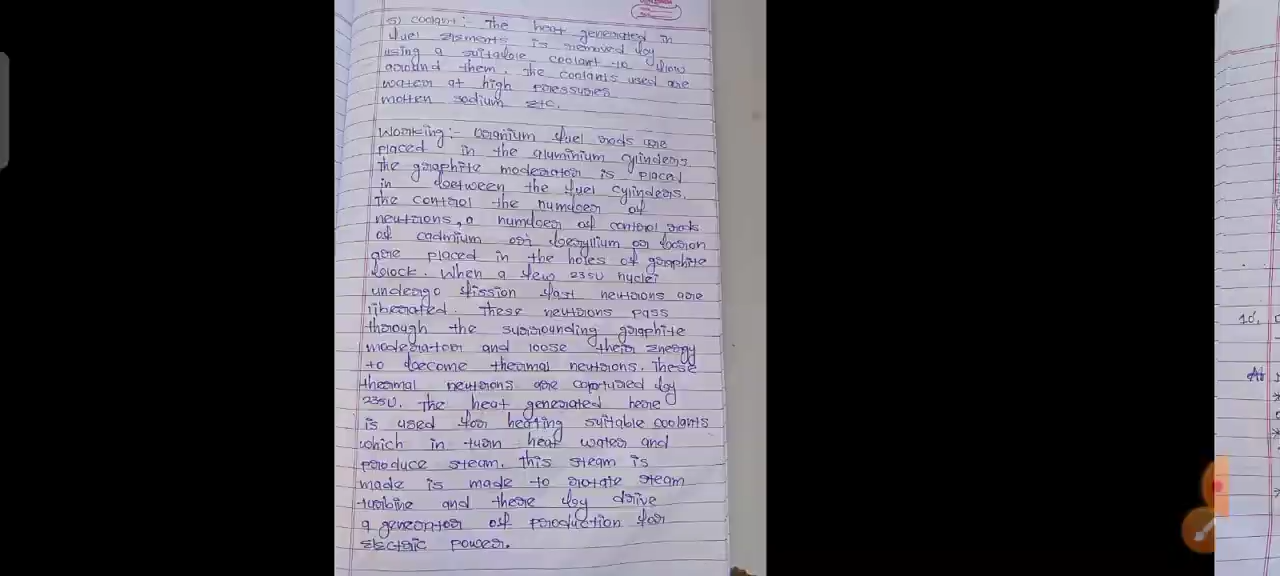 5) coolant:- The heat generated in
fuel elements is removed by
using a suitable coolant to flow
around them. The coolants used are
water at high pressures
molten sodium etc.
Working:- Uranium fuel rods are
placed in the aluminium cylinders
The graphite moderator is placed
in between the fuel cylinders.
The control the number of
neutrons, a number of control rods
of cadmium or beryllium or boron
are placed in the holes of graphite
block. When a few 235U nuclei
undergo fission fast neutrons are
liberated. These neutrons pass
through the surrounding graphite
moderator and loose their energy
to become thermal neutrons. These
thermal neutrons are captured by
235U. The heat generated here
is used for heating suitable coolants
which in turn heat water and
produce steam. This steam is
made is made to rotate steam
turbine and there by drive
a generator of production for
electric power.
10.